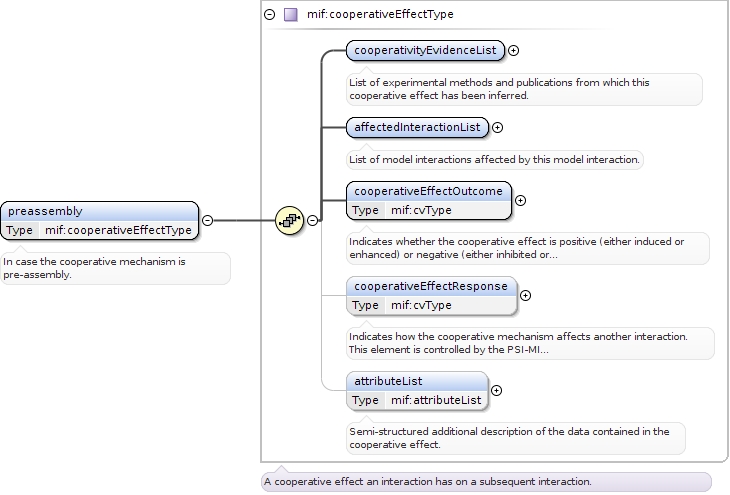 mif:cooperativeEffectType
cooperativityEvidenceList
List of experimental methods and publications from which this
cooperative effect has been inferred.
affectedInteractionList
List of model interactions affected by this model interaction.
preassembly
Type mif:cooperativeEffectType
In case the cooperative mechanism is
pre-assembly.
cooperativeEffectOutcome
Type mif:cvType
Indicates whether the cooperative effect is positive (either induced or
enhanced) or negative (either inhibited or...
cooperativeEffectResponse
Type mif:cvType
Indicates how the cooperative mechanism affects another interaction.
This element is controlled by the PSI-MI...
attributeList
Type mif:attributeList
Semi-structured additional description of the data contained in the
cooperative effect.
A cooperative effect an interaction has on a subsequent interaction.